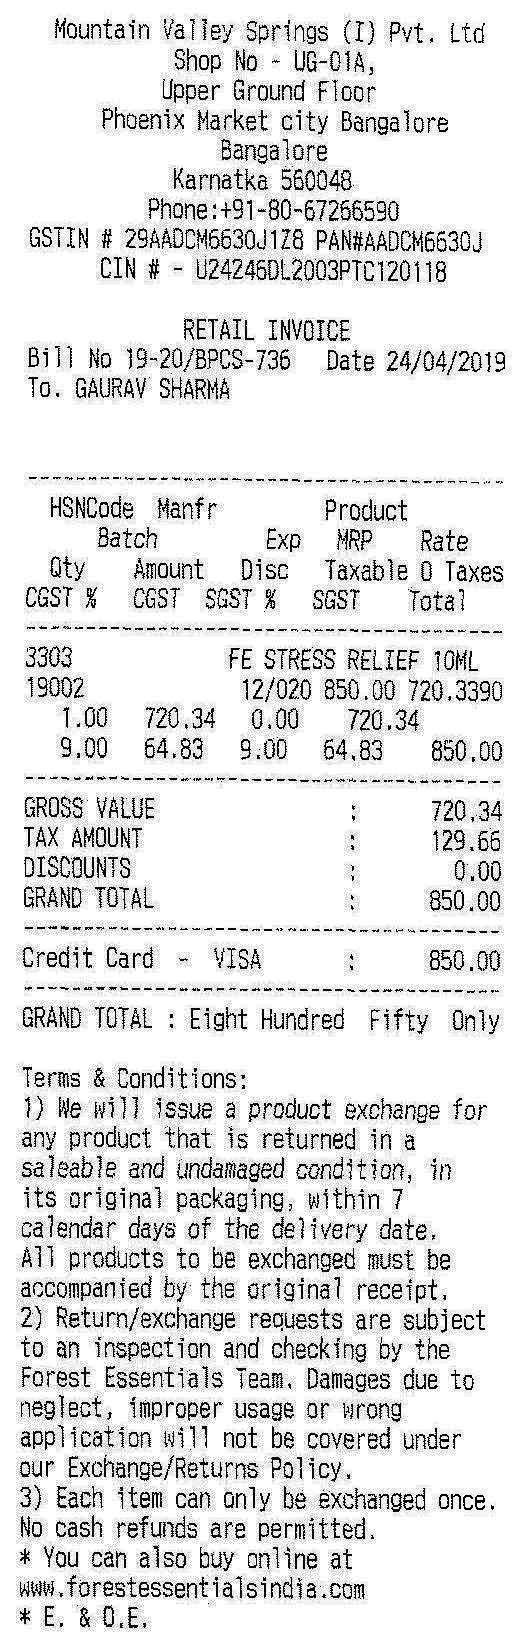 Mountain Valley Springs (I) Pvt. Ltd
Shop No - UG-01A,
Upper Ground Floor
Phoenix Market city Bangalore
Bangalore
Karnatka 560048
Phone:+91-80-67266590
GSTIN # 29AADCM6630J1Z8 PAN#AADCM6630J
CIN # - U24246DL2003PTC120118
RETAIL INVOICE
Bill No 19-20/BPCS-736 Date 24/04/2019
To. GAURAV SHARMA
HSNCode Manfr Product
Batch Exp MRP Rate
Qty Amount Disc Taxable O Taxes
CGST % CGST SGST % SGST Total
3303 FE STRESS RELIEF 10ML
19002 12/020 850.00 720.3390
1.00 720.34 0.00 720.34
9.00 64.83 9.00 64.83 850.00
GROSS VALUE : 720.34
TAX AMOUNT : 129.66
DISCOUNTS : 0.00
GRAND TOTAL : 850.00
Credit Card - VISA : 850.00
GRAND TOTAL : Eight Hundred Fifty Only
Terms & Conditions:
1) We will issue a product exchange for
any product that is returned in a
saleable and undamaged condition, in
its original packaging, within 7
calendar days of the delivery date.
All products to be exchanged must be
accompanied by the original receipt.
2) Return/exchange requests are subject
to an inspection and checking by the
Forest Essentials Team. Damages due to
neglect, improper usage or wrong
application will not be covered under
our Exchange/Returns Policy.
3) Each item can only be exchanged once.
No cash refunds are permitted.
* You can also buy online at
www.forestessentialsindia.com
* E. & O.E.